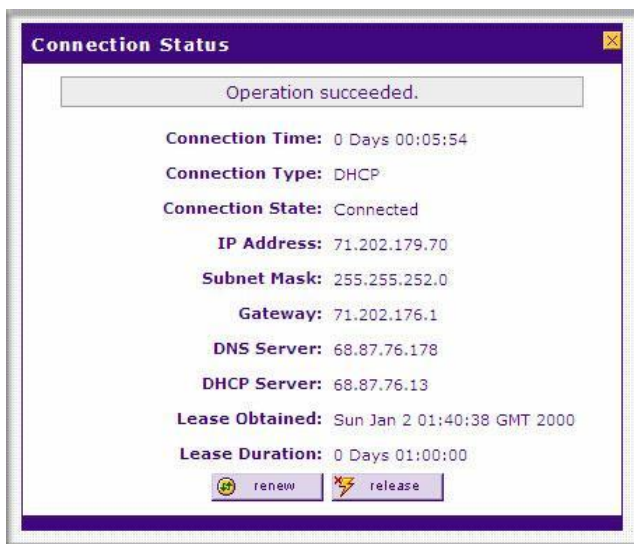 Connection Status
Operation succeeded.
Connection Time: 0 Days 00:05:54
Connection Type: DHCP
Connection State: Connected
IP Address: 71.202.179.70
Subnet Mask: 255.255.252.0
Gateway: 71.202.176.1
DNS Server: 68.87.76.178
DHCP Server: 68.87.76.13
Lease Obtained: Sun Jan 2 01:40:38 GMT 2000
Lease Duration: 0 Days 01:00:00
renew release